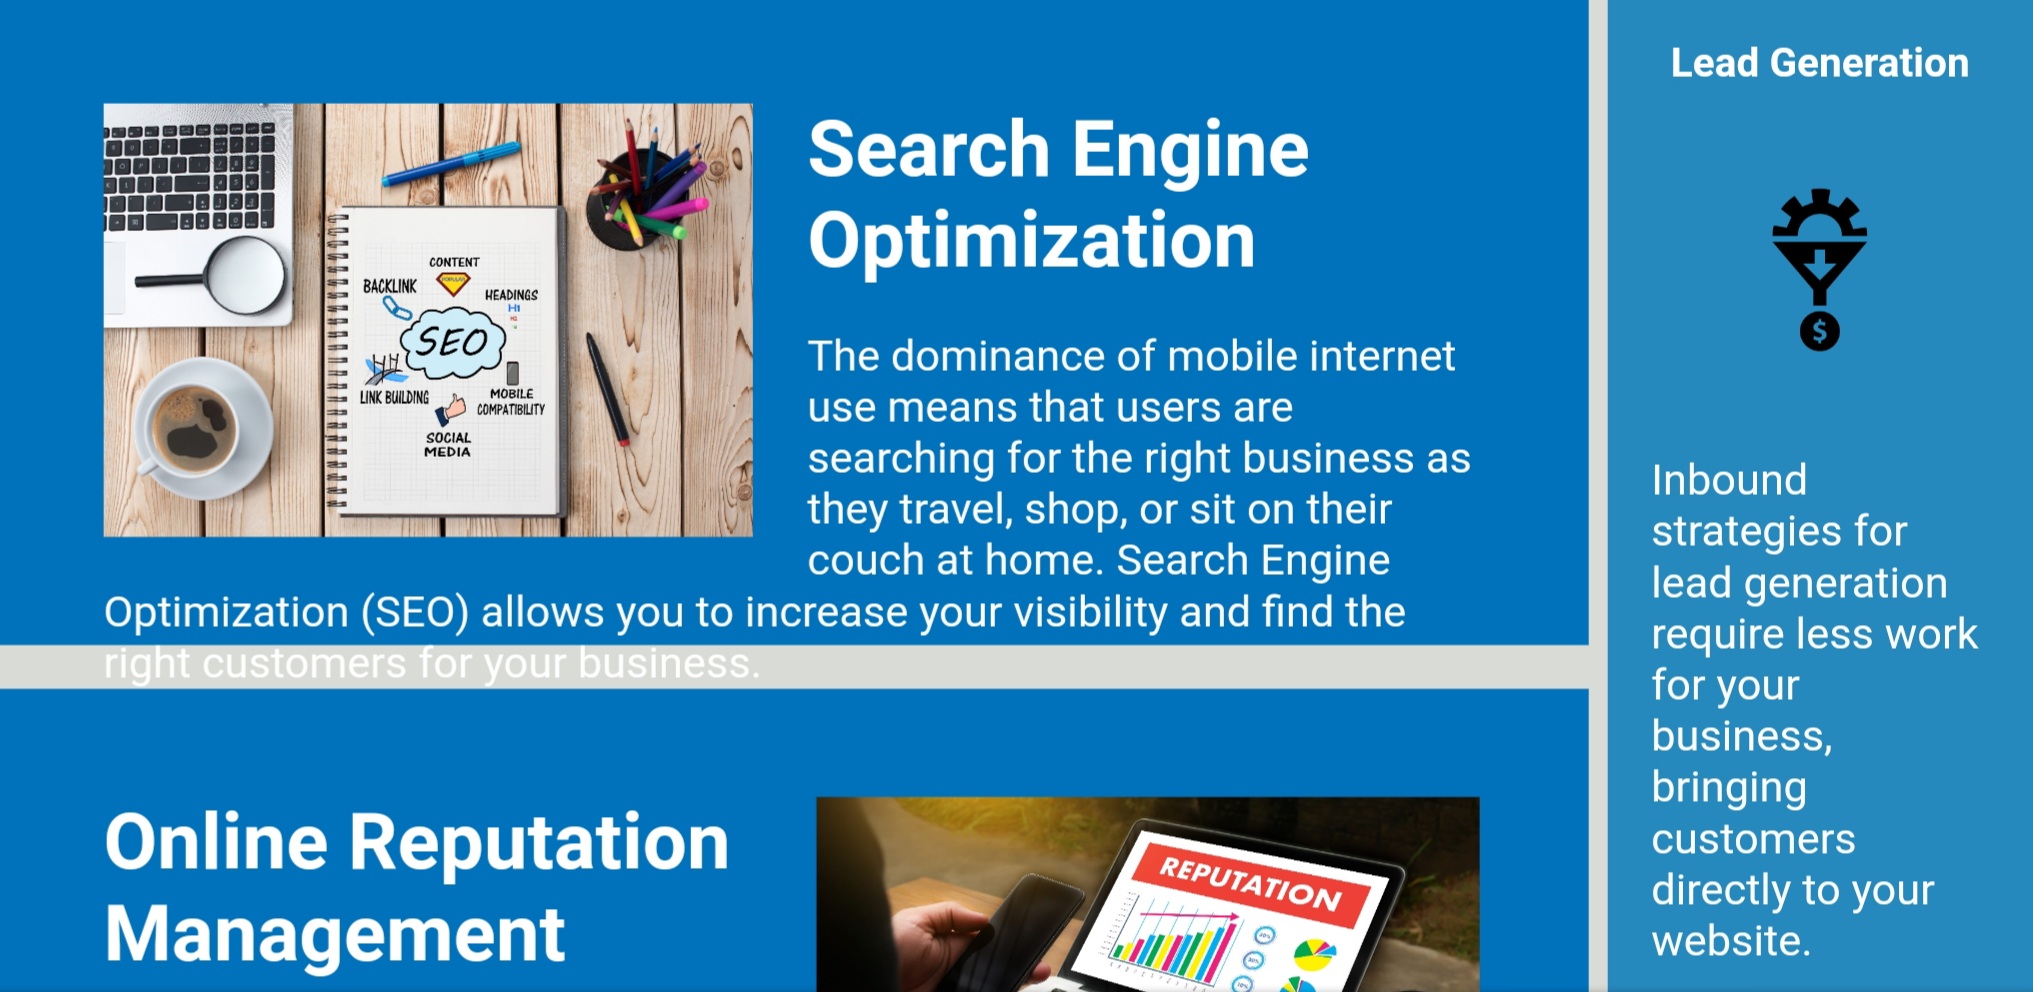 Search Engine
Optimization
CONTENT
BACKLINK
HEADINGS
H1
SEO
LINK BUILDING
MOBILE
COMPATIBILITY
SOCIAL
MEDIA
The dominance of mobile internet
use means that users are
searching for the right business as
they travel, shop, or sit on their
couch at home. Search Engine
Optimization (SEO) allows you to increase your visibility and find the
right customers for your business.
Online Reputation
Management
REPUTATION
Lead Generation
$
Inbound
strategies for
lead generation
require less work
for your
business,
bringing
customers
directly to your
website.